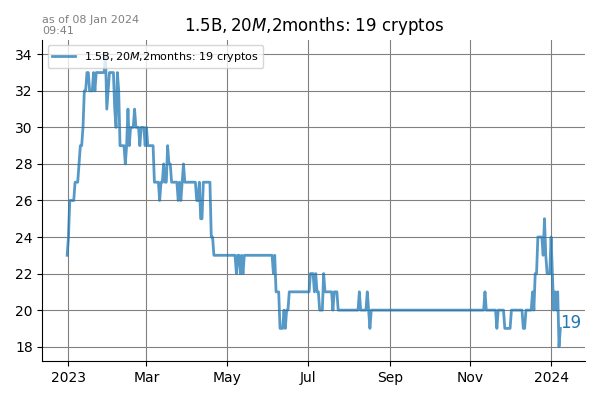 as of 08 Jan 2024
09:41
1.5B, 20M,2months: 19 cryptos
1.5B, 20M,2months: 19 cryptos
34
32
30
28
26
24
22
20
18
19
2023
Mar
May
Jul
Sep
Nov
2024